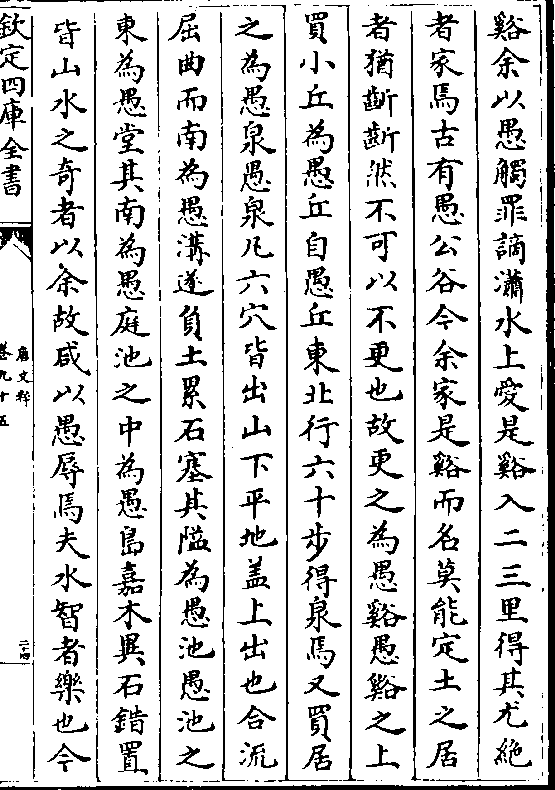 谿余以愚觸罪謫瀟水上愛是谿入二三里得其尤絶
者家焉古有愚公谷今余家是谿而名莫能定土之居
者猶齗齗然不可以不更也故更之為愚谿愚谿之上
買小丘為愚丘自愚丘東北行六十步得泉焉又買居
之為愚泉愚泉凡六穴皆出山下平地盖上出也合流
屈曲而南為愚溝遂負土累石塞其隘為愚池愚池之
東為愚堂其南為愚庭池之中為愚島嘉木異石錯置
皆山水之奇者以余故咸以愚辱焉夫水智者樂也今
欽定四庫全書
唐文粹
卷九十五
二十四